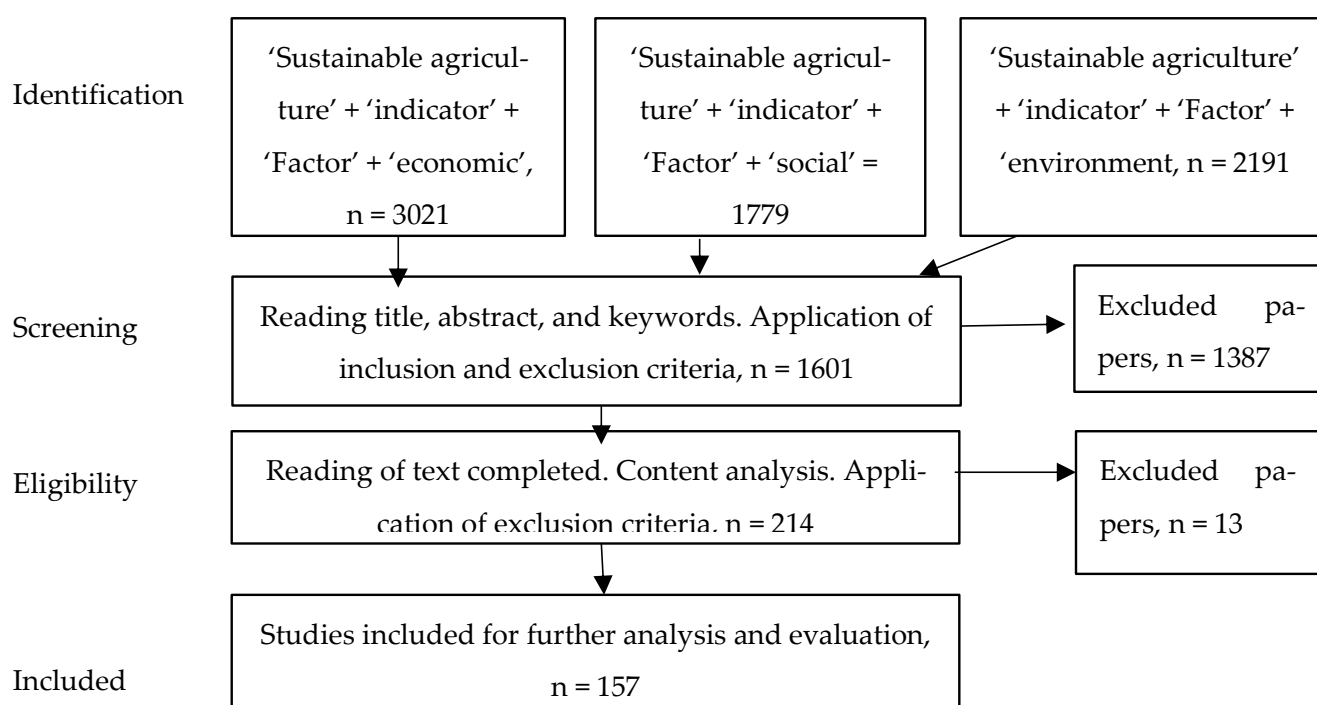 Identification
‘Sustainable agricul-
ture’ + ‘indicator’ +
‘Factor’ + ‘economic’,
n = 3021
‘Sustainable agricul-
ture’ + ‘indicator’ +
‘Factor’ + ‘social’ =
1779
‘Sustainable agriculture’
+ ‘indicator’ + ‘Factor’ +
‘environment, n = 2191
Screening
Reading title, abstract, and keywords. Application of
inclusion and exclusion criteria, n = 1601
Excluded pa-
pers, n = 1387
Eligibility
Reading of text completed. Content analysis. Appli-
cation of exclusion criteria, n = 214
Excluded pa-
pers, n = 13
Included
Studies included for further analysis and evaluation,
n = 157